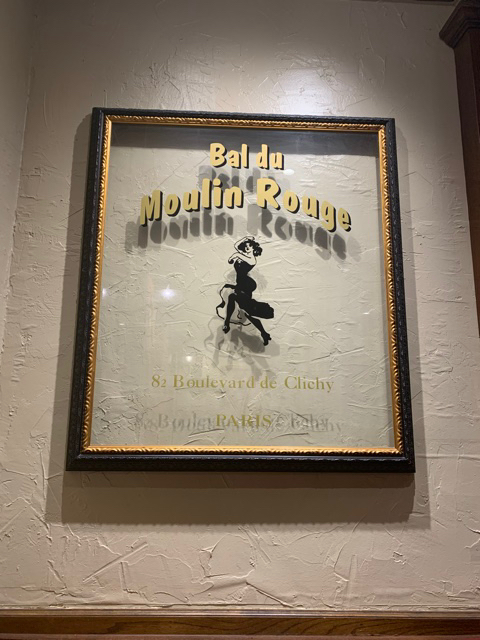 Bal du
Moulin Rouge
82 Boulevard de Clichy
PARIS